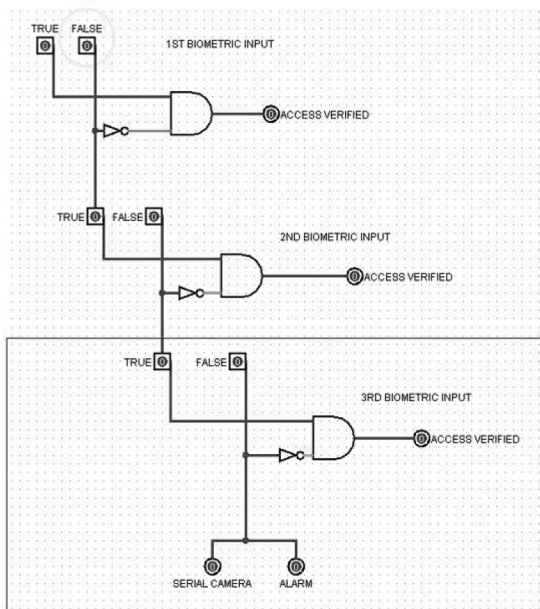 TRUE FALSE
0 0
1ST BIOMETRIC INPUT
0 ACCESS VERIFIED
TRUE 0 FALSE 0
2ND BIOMETRIC INPUT
0 ACCESS VERIFIED
TRUE 0 FALSE 0
3RD BIOMETRIC INPUT
0 ACCESS VERIFIED
0 0
SERIAL CAMERA ALARM